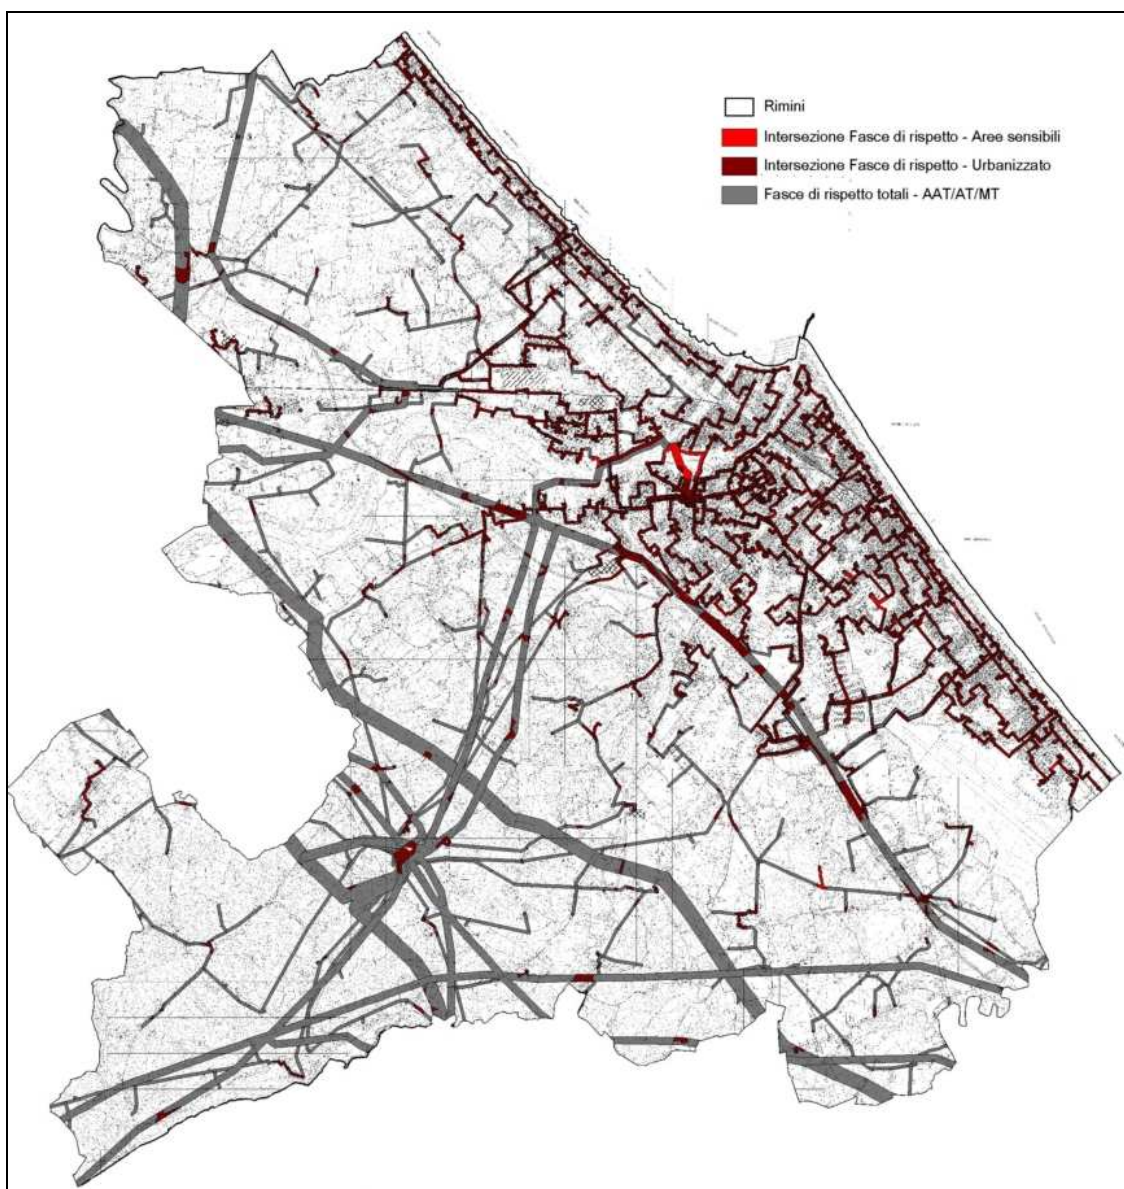 Rimini
Intersezione Fasce di rispetto - Aree sensibili
Intersezione Fasce di rispetto - Urbanizzato
Fasce di rispetto totali - AAT/AT/MT